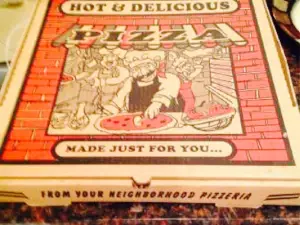 HOT & DELICIOUS
PIZZA
MADE JUST FOR YOU...
FROM YOUR NEIGHBORHOOD PIZZERIA